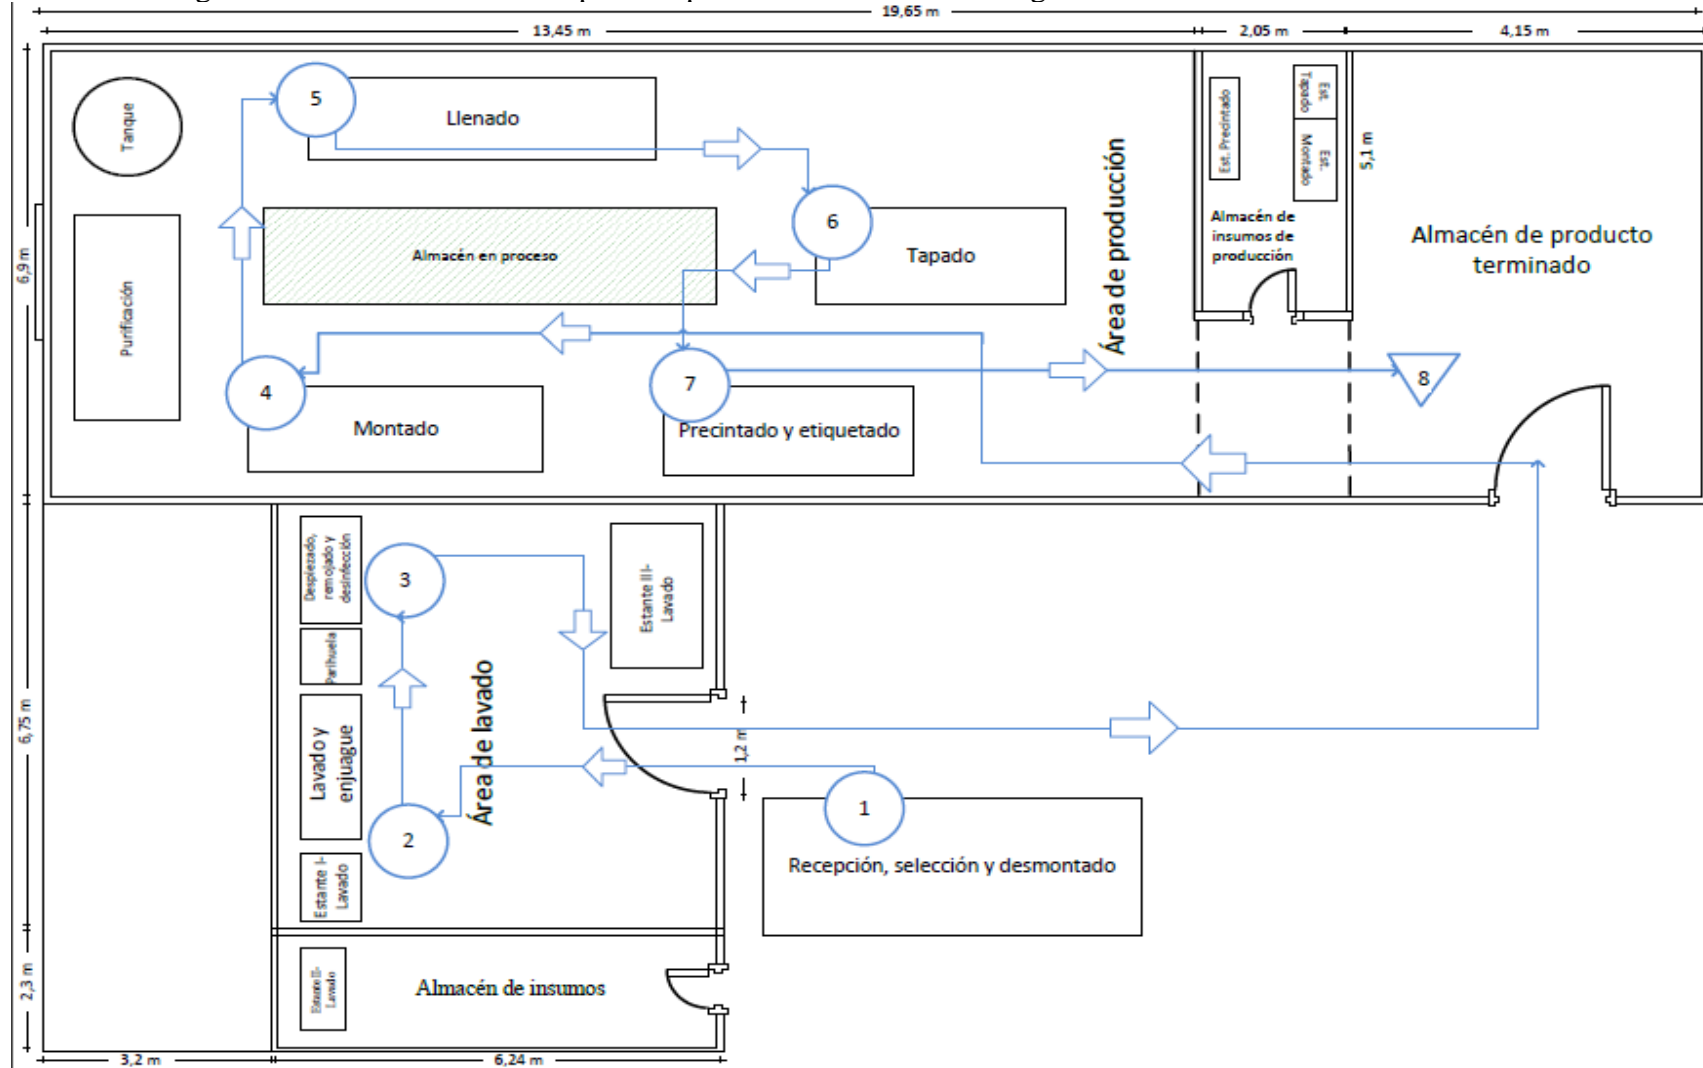 19,65 m
13,45 m
2,05 m
4,15 m
Tanque
5
Llenado
Est. Precintado
Est.
Tapado
Est.
Montado
5,1 m
6
Tapado
Área de producción
Almacén de
insumos de
producción
Almacén de producto
terminado
Almacén en proceso
6,9 m
Purificación
4
Montado
7
Precintado y etiquetado
8
Despiezado,
remojado y
desinfección
3
Estante III-
Lavado
Parihuela
Área de lavado
6,75 m
Lavado y
enjuague
1,2 m
2
1
Recepción, selección y desmontado
Estante I-
Lavado
2,3 m
Estante II-
Lavado
Almacén de insumos
3,2 m
6,24 m